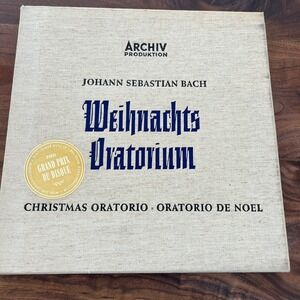 ARCHIV
PRODUKTION
JOHANN SEBASTIAN BACH
Weihnachts
Oratorium
GRAND PRIX
DU DISQUE
CHRISTMAS ORATORIO · ORATORIO DE NOEL